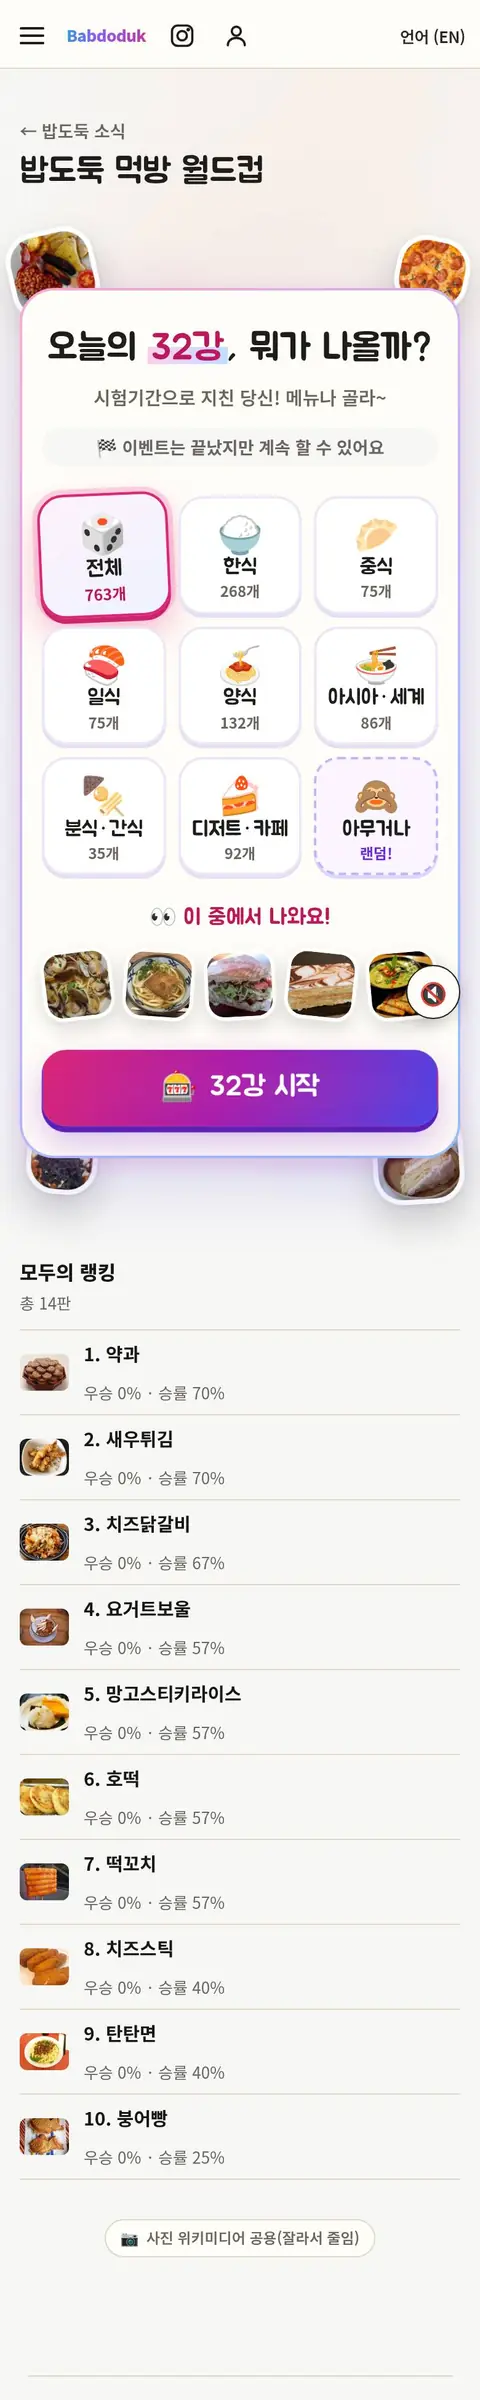 Babdoduk
언어 (EN)
← 밥도둑 소식
밥도둑 먹방 월드컵
오늘의 32강, 뭐가 나올까?
시험기간으로 지친 당신! 메뉴나 골라~
🏁 이벤트는 끝났지만 계속 할 수 있어요
전체
763개
한식
268개
중식
75개
일식
75개
양식
132개
아시아·세계
86개
분식·간식
35개
디저트·카페
92개
아무거나
랜덤!
👀 이 중에서 나와요!
🎰 32강 시작
모두의 랭킹
총 14판
1. 약과
우승 0% · 승률 70%
2. 새우튀김
우승 0% · 승률 70%
3. 치즈닭갈비
우승 0% · 승률 67%
4. 요거트보울
우승 0% · 승률 57%
5. 망고스티키라이스
우승 0% · 승률 57%
6. 호떡
우승 0% · 승률 57%
7. 떡꼬치
우승 0% · 승률 57%
8. 치즈스틱
우승 0% · 승률 40%
9. 탄탄면
우승 0% · 승률 40%
10. 붕어빵
우승 0% · 승률 25%
📷 사진 위키미디어 공용(잘라서 줄임)